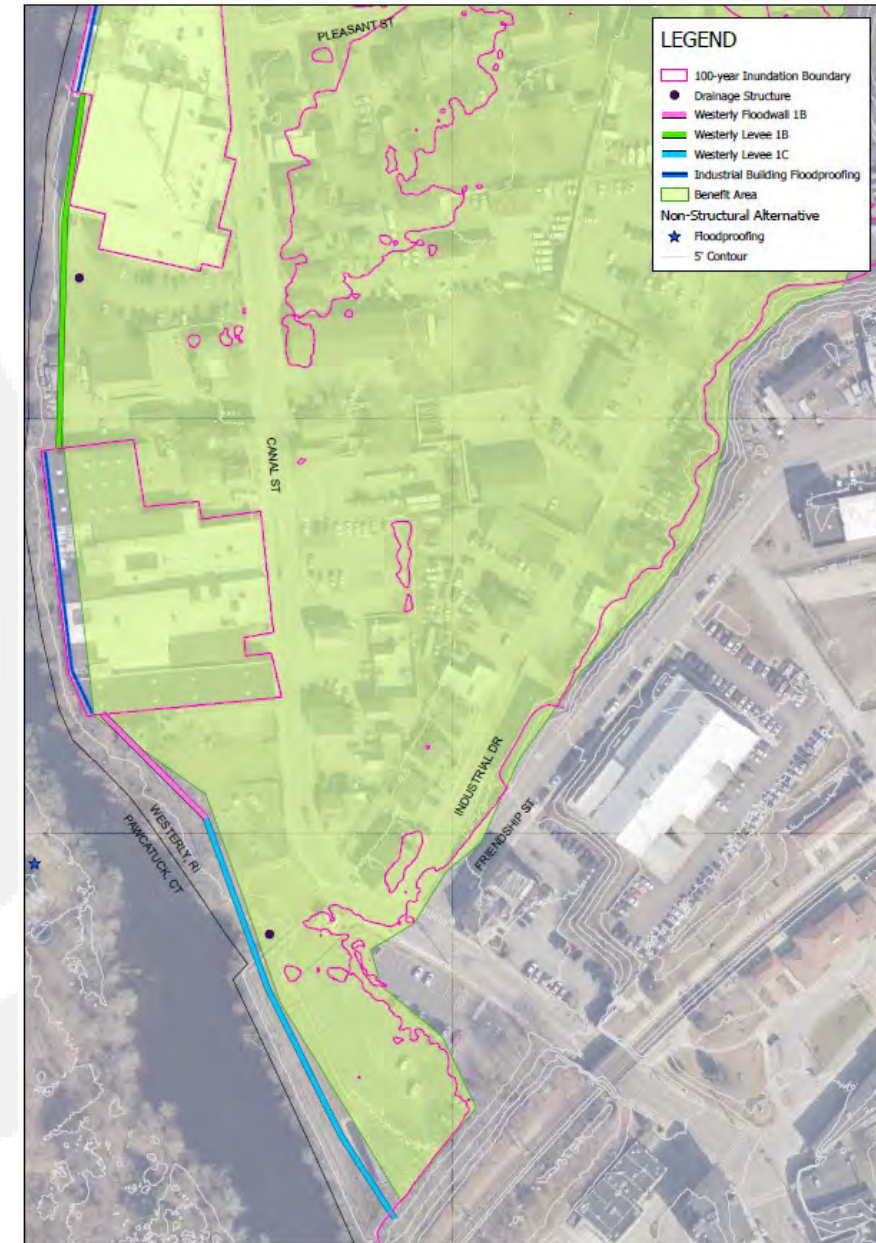 PLEASANT ST
LEGEND
100-year Inundation Boundary
Drainage Structure
Westerly Floodwall 1B
Westerly Levee 1B
Westerly Levee 1C
Industrial Building Floodproofing
Benefit Area
Non-Structural Alternative
Floodproofing
5' Contour
CANAL ST
INDUSTRIAL DR
FRIENDSHIP ST
WESTERLY, RI
PAWCATUCK, CT